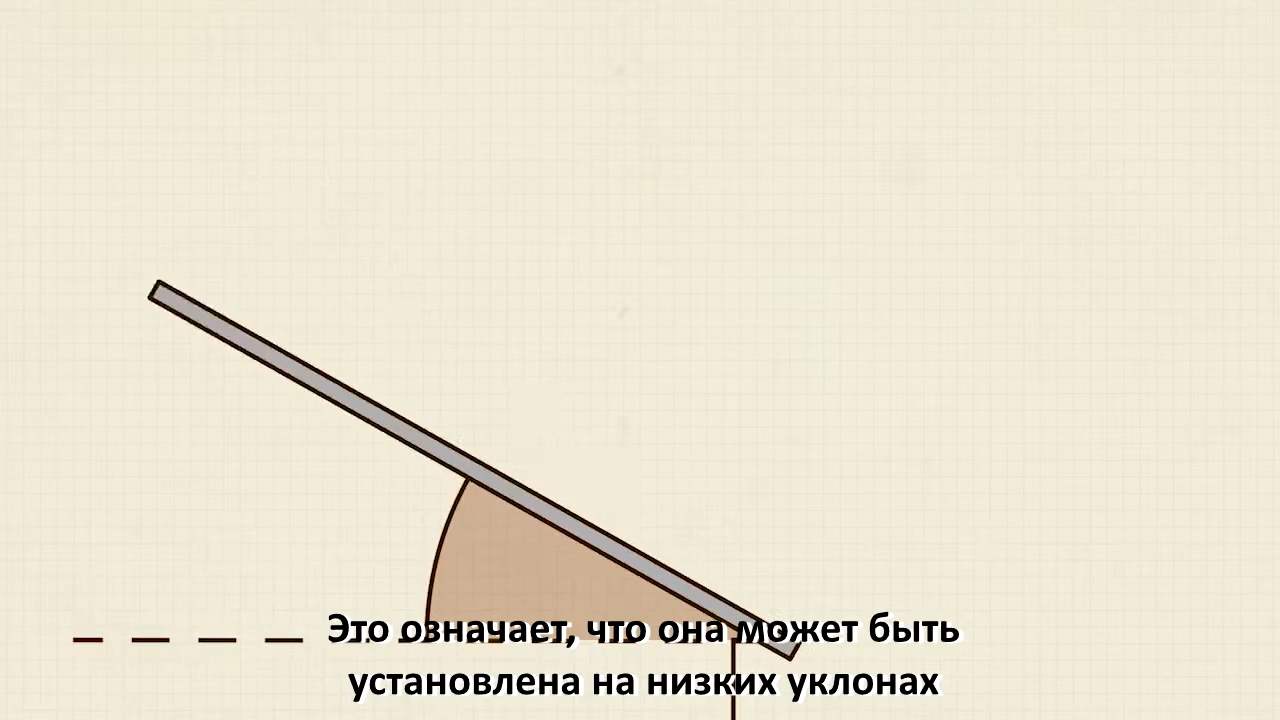 Это означает, что она может быть
установлена на низких уклонах